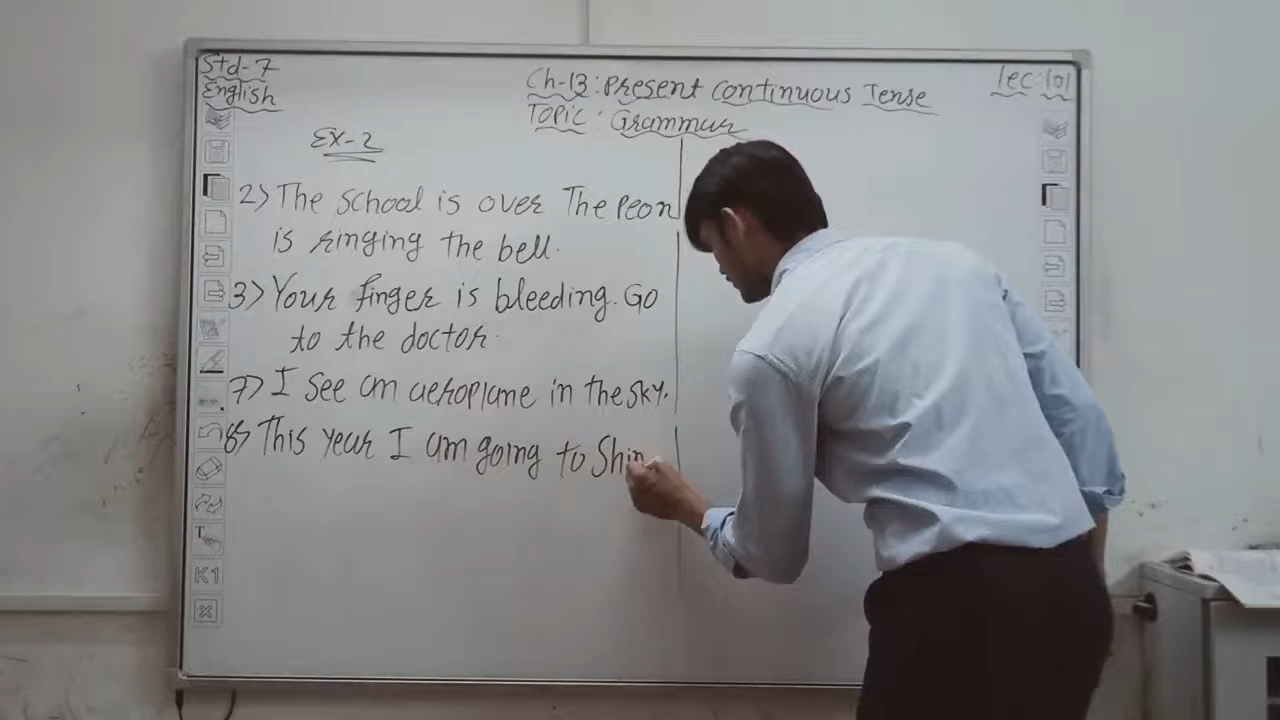 Std-7
English
Ch-13: Present Continuous Tense
Topic: Grammar
lec: 101
Ex-2
2) The school is over The Peon
is ringing the bell.
3) Your finger is bleeding. Go
to the doctor.
7) I see an aeroplane in the sky.
8) This year I am going to Shim
T
K1